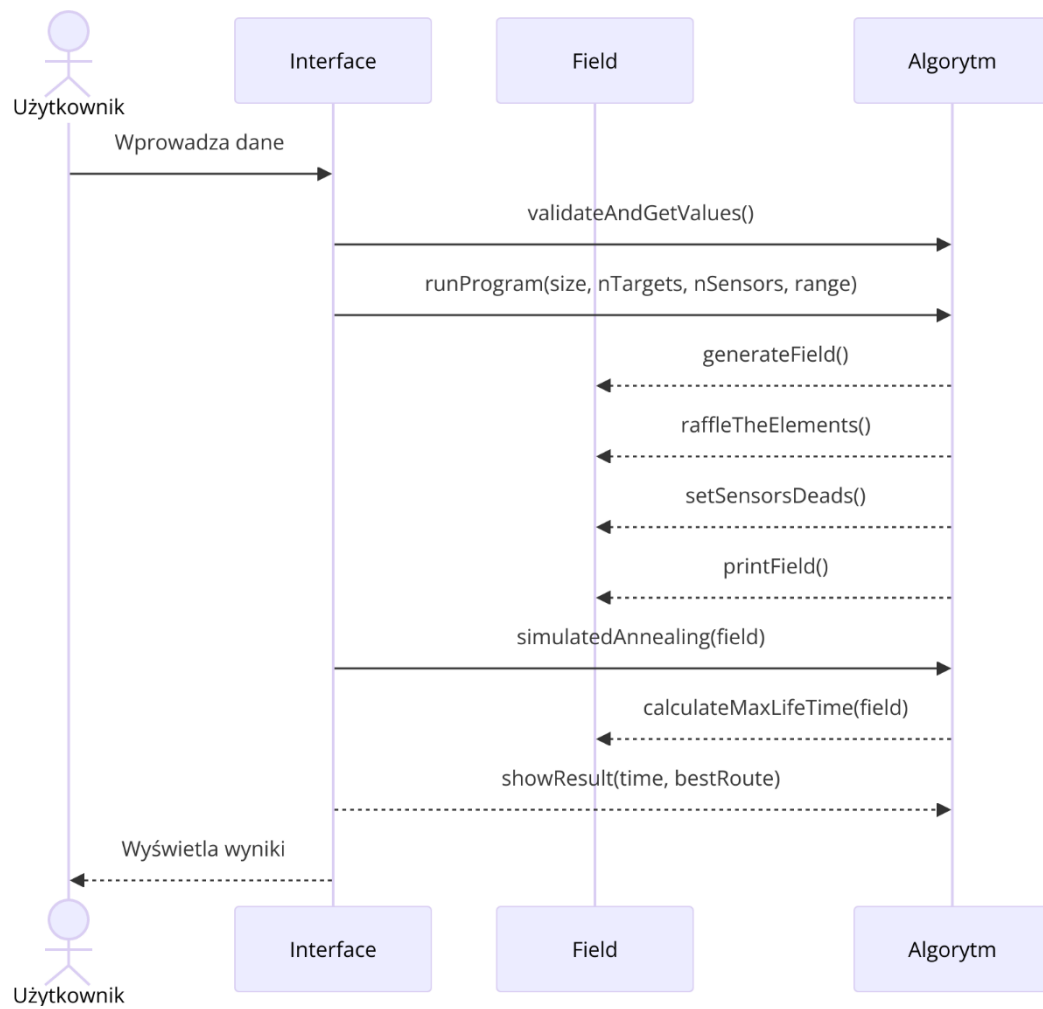 Użytkownik
Interface
Field
Algorytm
Wprowadza dane
validateAndGetValues()
runProgram(size, nTargets, nSensors, range)
generateField()
raffleTheElements()
setSensorsDeads()
printField()
simulatedAnnealing(field)
calculateMaxLifeTime(field)
showResult(time, bestRoute)
Wyświetla wyniki
Użytkownik
Interface
Field
Algorytm